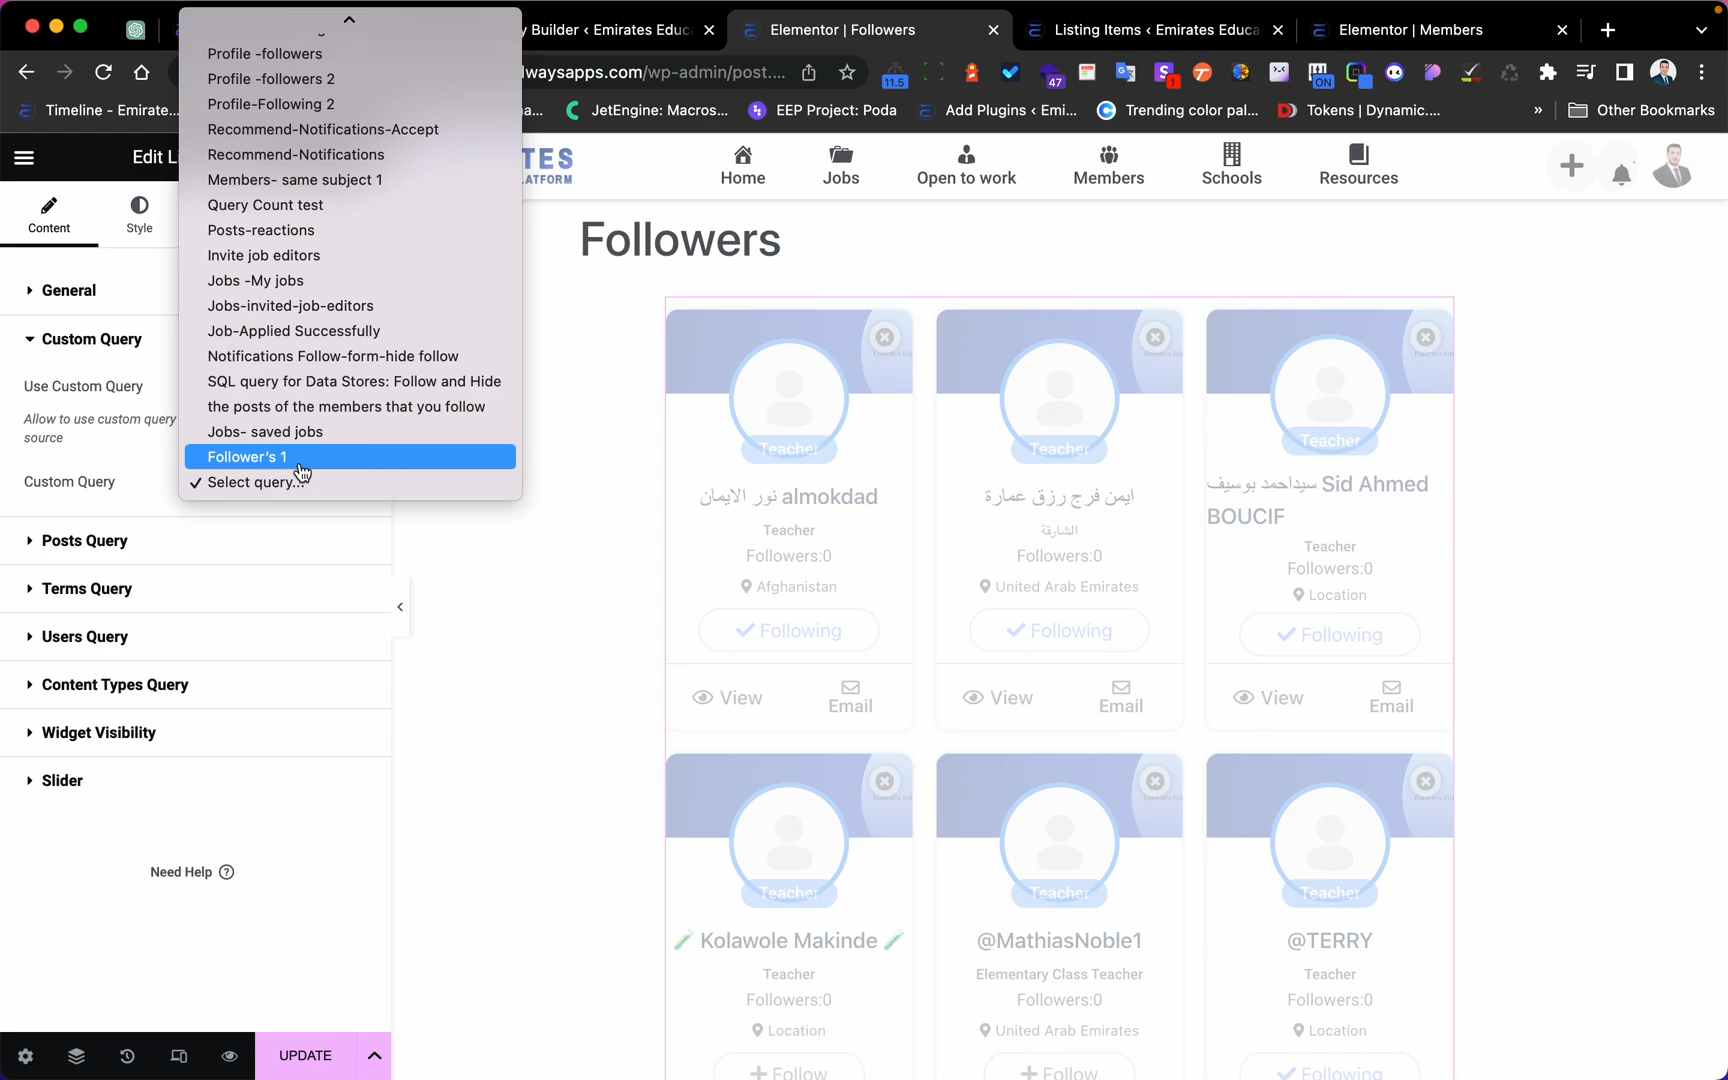 y Builder ‹ Emirates Educa
Elementor | Followers
Listing Items ‹ Emirates Educa
Elementor | Members
lwaysapps.com/wp-admin/post....
11.5
47
1
ON
Timeline - Emirate...
a...
JetEngine: Macros...
EEP Project: Poda
Add Plugins ‹ Emi...
Trending color pal...
Tokens | Dynamic....
»
Other Bookmarks
Edit Li
Content
Style
General
Custom Query
Use Custom Query
Allow to use custom query
source
Custom Query
Posts Query
Terms Query
Users Query
Content Types Query
Widget Visibility
Slider
Need Help
UPDATE
Profile -followers
Profile -followers 2
Profile-Following 2
Recommend-Notifications-Accept
Recommend-Notifications
Members- same subject 1
Query Count test
Posts-reactions
Invite job editors
Jobs -My jobs
Jobs-invited-job-editors
Job-Applied Successfully
Notifications Follow-form-hide follow
SQL query for Data Stores: Follow and Hide
the posts of the members that you follow
Jobs- saved jobs
Follower's 1
Select query...
TES
ATFORM
Home
Jobs
Open to work
Members
Schools
Resources
Followers
Teacher
نور الايمان almokdad
Teacher
Followers:0
Afghanistan
Following
View
Email
Teacher
ايمن فرج رزق عمارة
الشارقة
Followers:0
United Arab Emirates
Following
View
Email
Teacher
سيداحمد بوسيف Sid Ahmed
BOUCIF
Teacher
Followers:0
Location
Following
View
Email
Teacher
Kolawole Makinde
Teacher
Followers:0
Location
Follow
Teacher
@MathiasNoble1
Elementary Class Teacher
Followers:0
United Arab Emirates
Follow
Teacher
@TERRY
Teacher
Followers:0
Location
Following